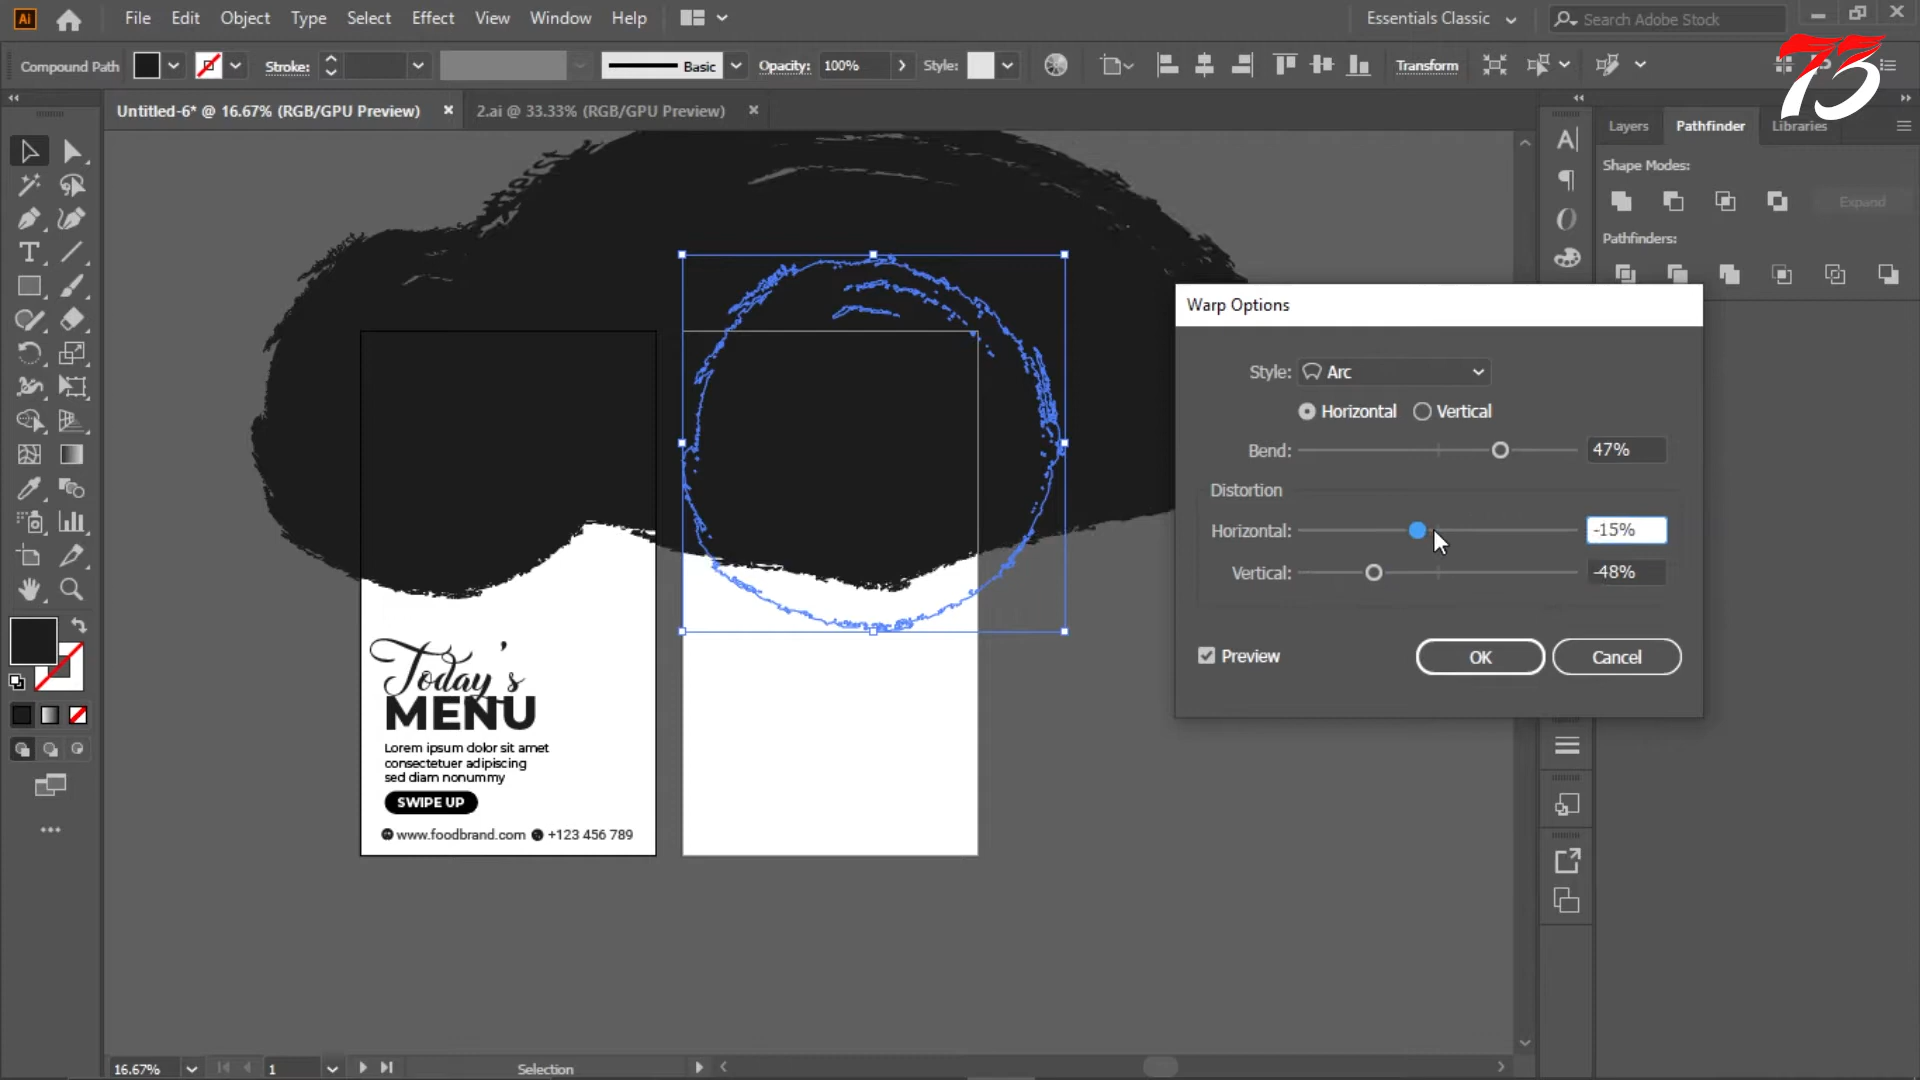 Ai File Edit Object Type Select Effect View Window Help Essentials Classic Search Adobe Stock
73
Compound Path Stroke: Basic Opacity: 100% Style: Transform
Untitled-6* @ 16.67% (RGB/GPU Preview) × 2.ai @ 33.33% (RGB/GPU Preview) ×
Layers Pathfinder Libraries
Shape Modes:
Expand
Pathfinders:
Warp Options
Style: Arc
Horizontal Vertical
Bend: 47%
Distortion
Horizontal: -15%
Vertical: -48%
Preview OK Cancel
Today's
MENU
Lorem ipsum dolor sit amet
consectetuer adipiscing
sed diam nonummy
SWIPE UP
www.foodbrand.com +123 456 789
16.67% 1 Selection